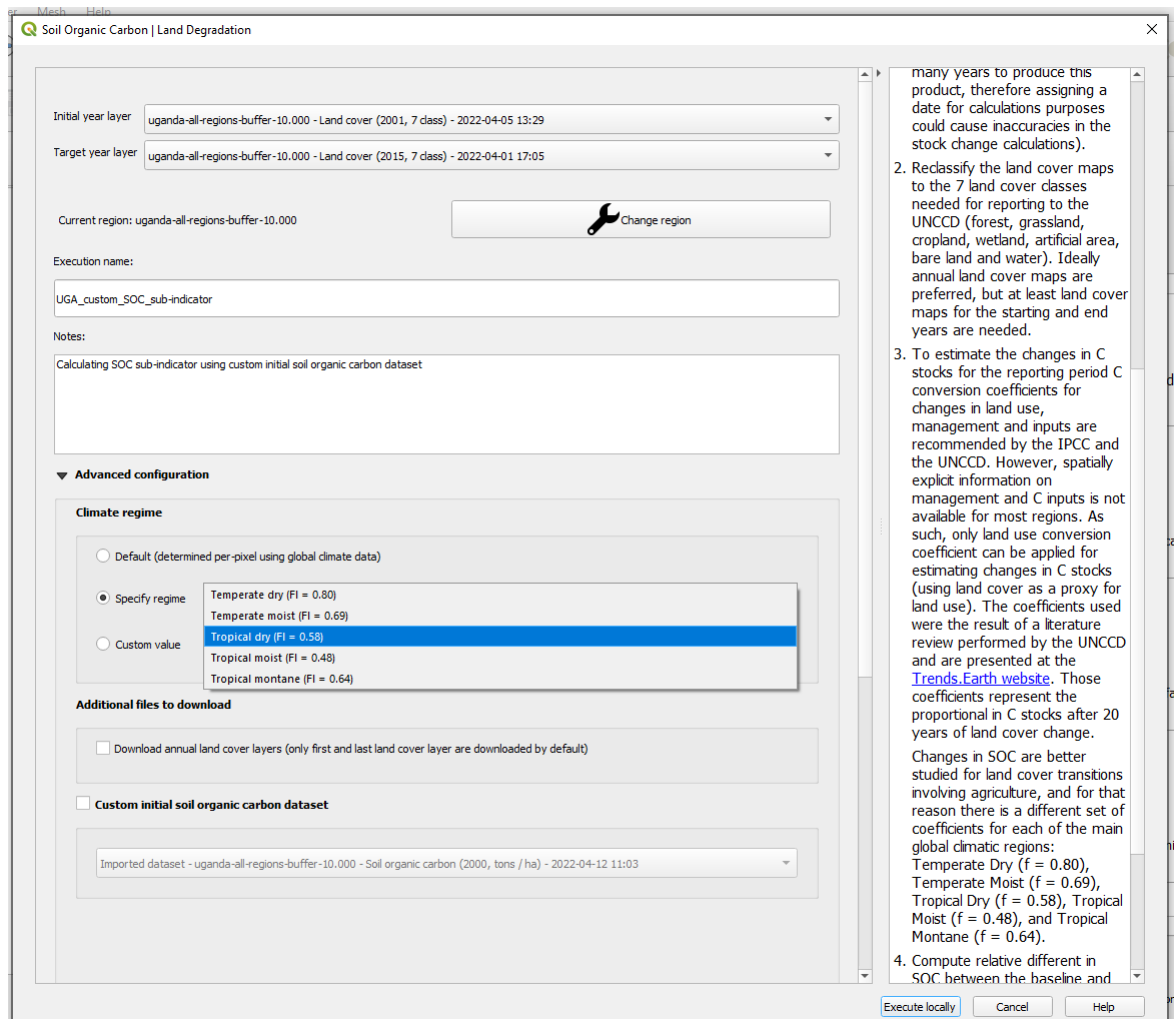 Mesh Help
Soil Organic Carbon | Land Degradation
Initial year layer
uganda-all-regions-buffer-10.000 - Land cover (2001, 7 class) - 2022-04-05 13:29
Target year layer
uganda-all-regions-buffer-10.000 - Land cover (2015, 7 class) - 2022-04-01 17:05
Current region: uganda-all-regions-buffer-10.000
Change region
Execution name:
UGA_custom_SOC_sub-indicator
Notes:
Calculating SOC sub-indicator using custom initial soil organic carbon dataset
Advanced configuration
Climate regime
Default (determined per-pixel using global climate data)
Specify regime
Temperate dry (Fl = 0.80)
Temperate moist (Fl = 0.69)
Tropical dry (Fl = 0.58)
Tropical moist (Fl = 0.48)
Tropical montane (Fl = 0.64)
Custom value
Additional files to download
Download annual land cover layers (only first and last land cover layer are downloaded by default)
Custom initial soil organic carbon dataset
Imported dataset - uganda-all-regions-buffer-10.000 - Soil organic carbon (2000, tons / ha) - 2022-04-12 11:03
many years to produce this
product, therefore assigning a
date for calculations purposes
could cause inaccuracies in the
stock change calculations).
2. Reclassify the land cover maps
to the 7 land cover classes
needed for reporting to the
UNCCD (forest, grassland,
cropland, wetland, artificial area,
bare land and water). Ideally
annual land cover maps are
preferred, but at least land cover
maps for the starting and end
years are needed.
3. To estimate the changes in C
stocks for the reporting period C
conversion coefficients for
changes in land use,
management and inputs are
recommended by the IPCC and
the UNCCD. However, spatially
explicit information on
management and C inputs is not
available for most regions. As
such, only land use conversion
coefficient can be applied for
estimating changes in C stocks
(using land cover as a proxy for
land use). The coefficients used
were the result of a literature
review performed by the UNCCD
and are presented at the
Trends.Earth website. Those
coefficients represent the
proportional in C stocks after 20
years of land cover change.
Changes in SOC are better
studied for land cover transitions
involving agriculture, and for that
reason there is a different set of
coefficients for each of the main
global climatic regions:
Temperate Dry (f = 0.80),
Temperate Moist (f = 0.69),
Tropical Dry (f = 0.58), Tropical
Moist (f = 0.48), and Tropical
Montane (f = 0.64).
4. Compute relative different in
SOC between the baseline and
Execute locally
Cancel
Help